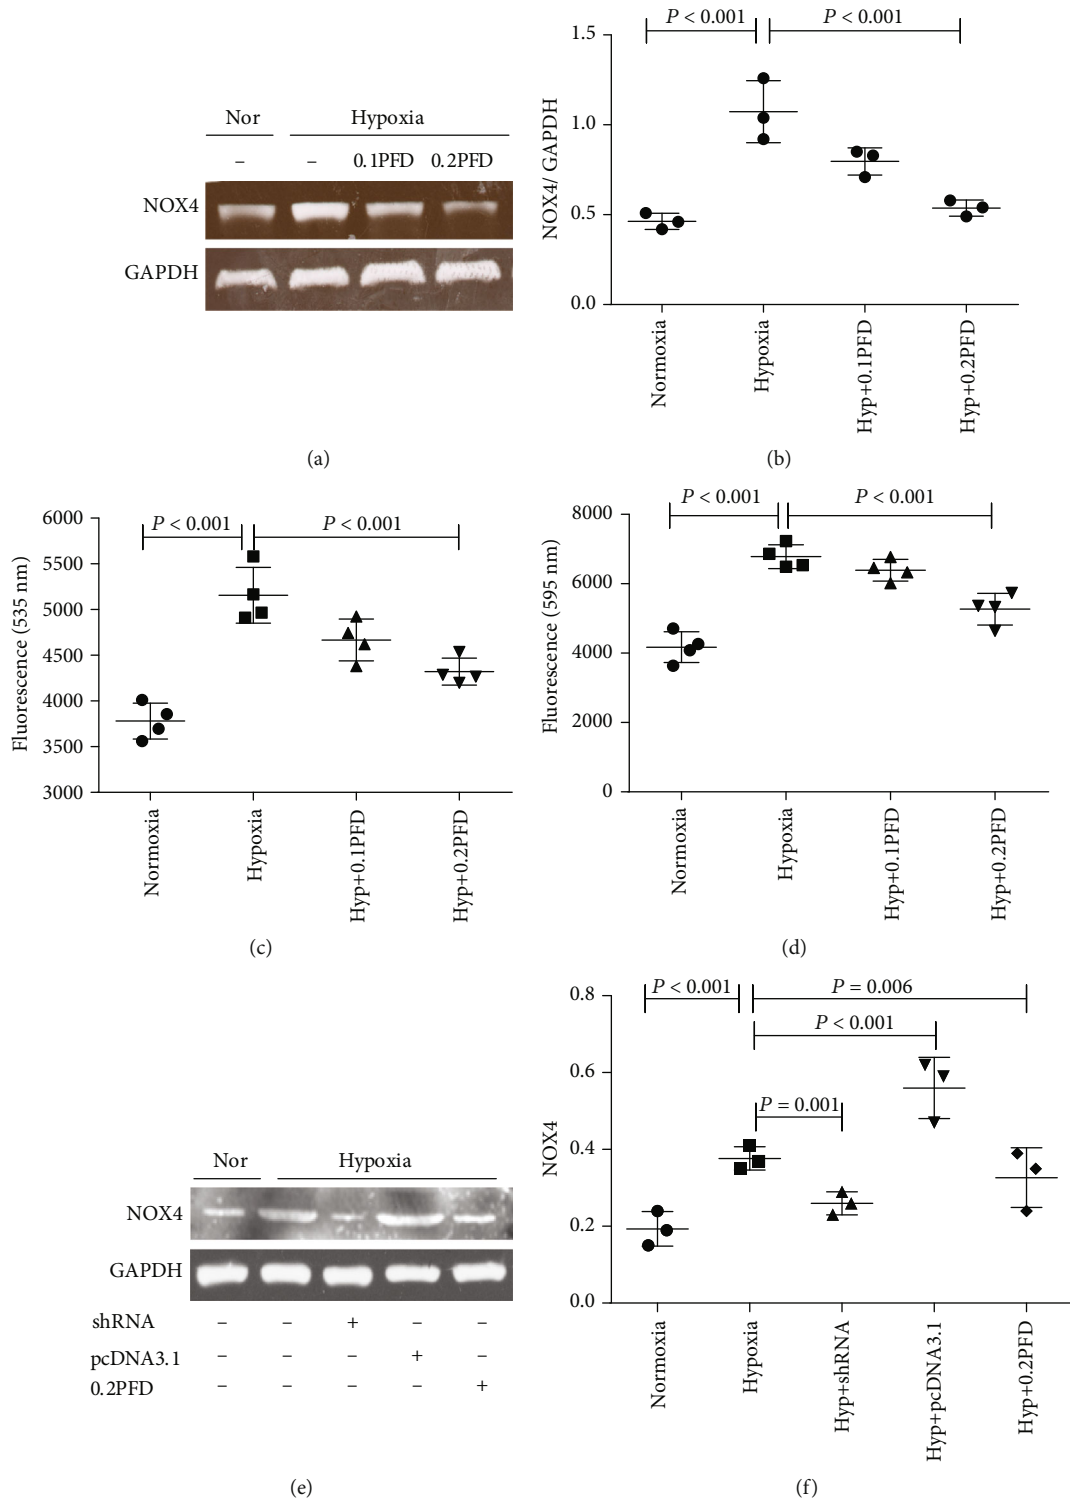 Nor Hypoxia
– – 0.1PFD 0.2PFD
NOX4
GAPDH
(a)
P < 0.001 P < 0.001
NOX4/ GAPDH
1.5
1.0
0.5
0.0
Normoxia
Hypoxia
Hyp+0.1PFD
Hyp+0.2PFD
(b)
P < 0.001 P < 0.001
Fluorescence (535 nm)
6000
5500
5000
4500
4000
3500
3000
Normoxia
Hypoxia
Hyp+0.1PFD
Hyp+0.2PFD
(c)
P < 0.001 P < 0.001
Fluorescence (595 nm)
8000
6000
4000
2000
0
Normoxia
Hypoxia
Hyp+0.1PFD
Hyp+0.2PFD
(d)
Nor Hypoxia
NOX4
GAPDH
shRNA – – + – –
pcDNA3.1 – – – + –
0.2PFD – – – – +
(e)
P < 0.001 P = 0.006
P < 0.001
P = 0.001
NOX4
0.8
0.6
0.4
0.2
0.0
Normoxia
Hypoxia
Hyp+shRNA
Hyp+pcDNA3.1
Hyp+0.2PFD
(f)